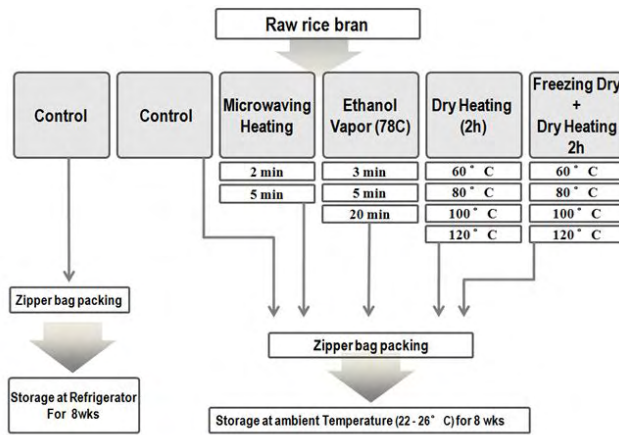 Raw rice bran
Control
Control
Microwaving
Heating
Ethanol
Vapor (78C)
Dry Heating
(2h)
Freezing Dry
+
Dry Heating
2h
2 min
5 min
3 min
5 min
20 min
60° C
80° C
100° C
120° C
60° C
80° C
100° C
120° C
Zipper bag packing
Storage at Refrigerator
For 8wks
Zipper bag packing
Storage at ambient Temperature (22 - 26° C) for 8 wks